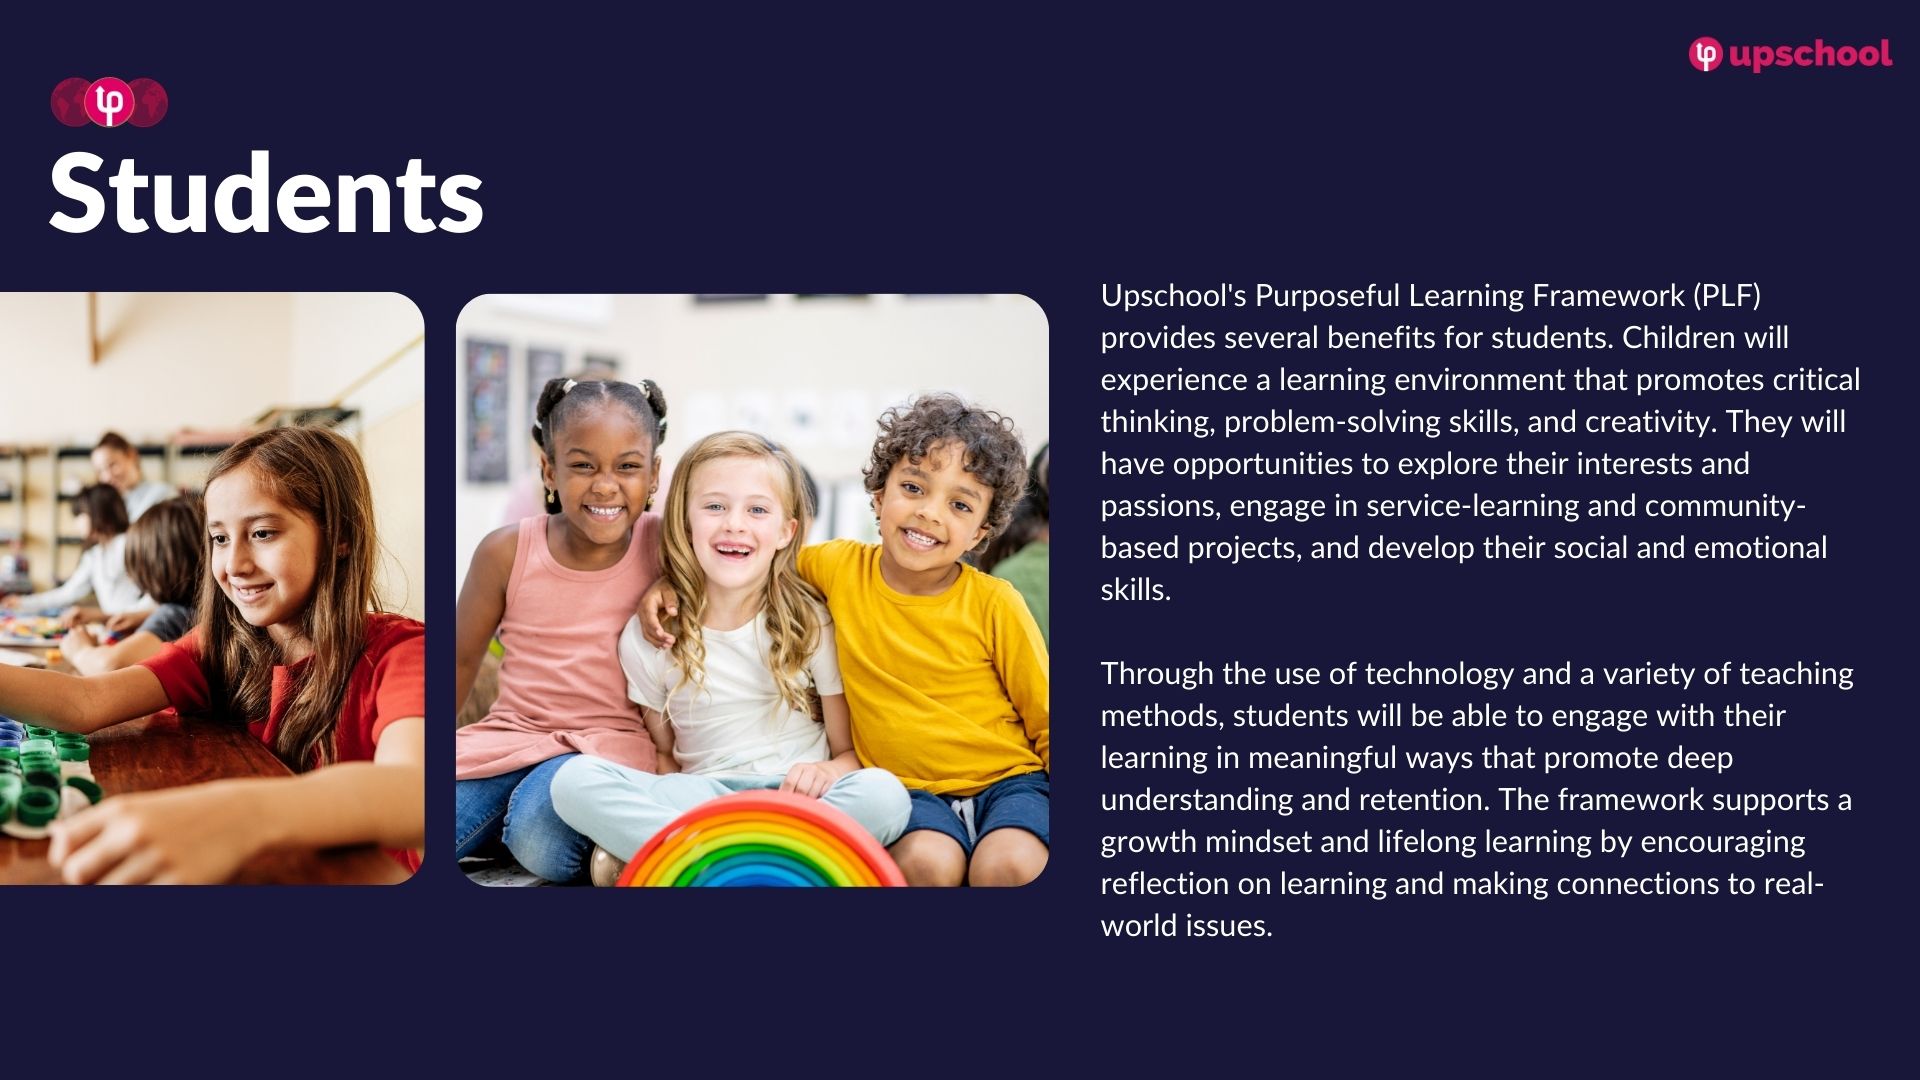 upschool
Students
Upschool's Purposeful Learning Framework (PLF)
provides several benefits for students. Children will
experience a learning environment that promotes critical
thinking, problem-solving skills, and creativity. They will
have opportunities to explore their interests and
passions, engage in service-learning and community-
based projects, and develop their social and emotional
skills.
Through the use of technology and a variety of teaching
methods, students will be able to engage with their
learning in meaningful ways that promote deep
understanding and retention. The framework supports a
growth mindset and lifelong learning by encouraging
reflection on learning and making connections to real-
world issues.